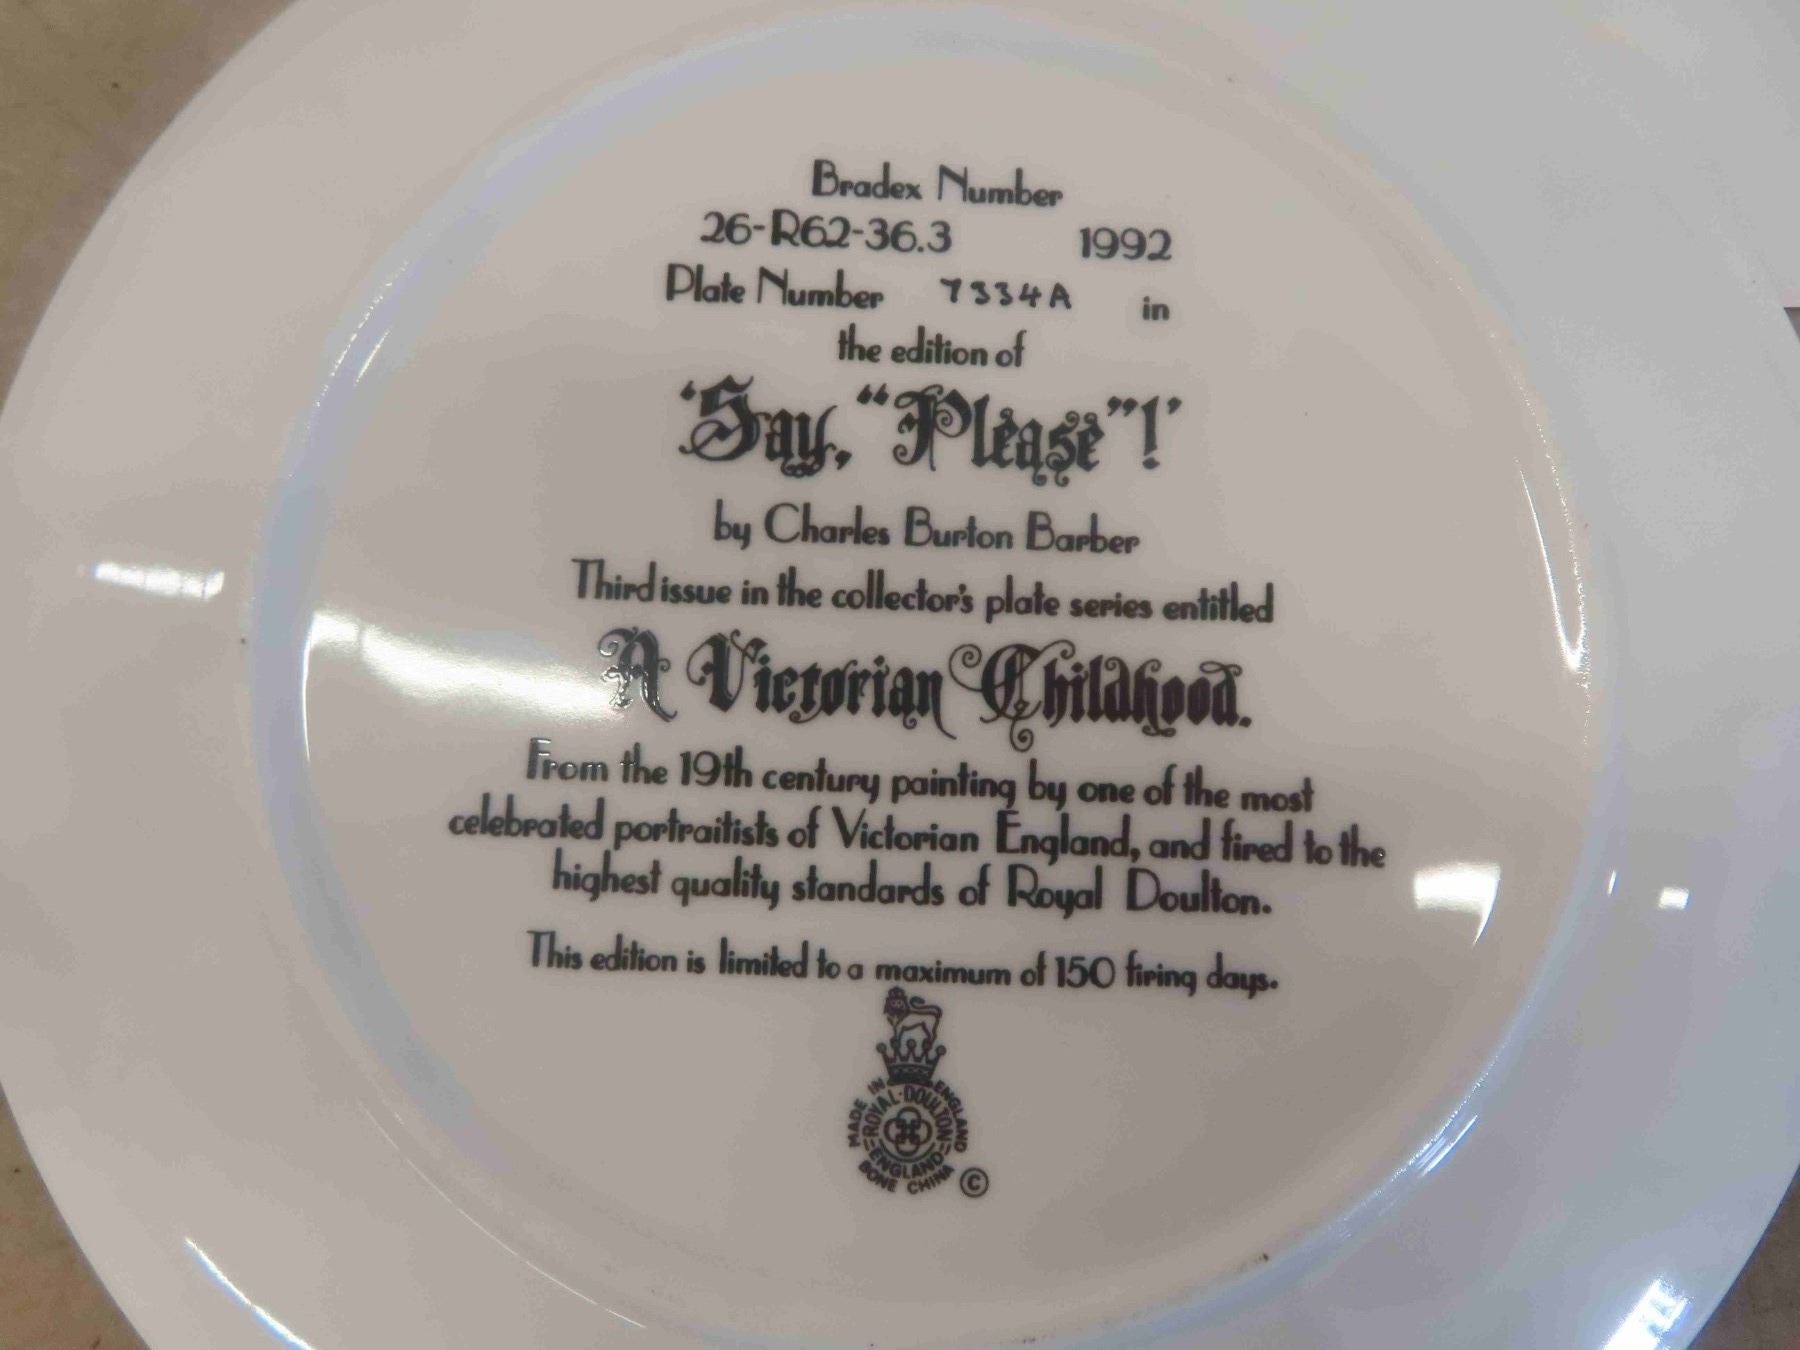 Bradex Number
26-R62-36.3 1992
Plate Number 7334A in
the edition of
‘Say, “Please”!’
by Charles Burton Barber
Third issue in the collector's plate series entitled
A Victorian Childhood.
From the 19th century painting by one of the most
celebrated portraitists of Victorian England, and fired to the
highest quality standards of Royal Doulton.
This edition is limited to a maximum of 150 firing days.
MADE IN ENGLAND
ROYAL·DOULTON
ENGLAND
BONE CHINA ©